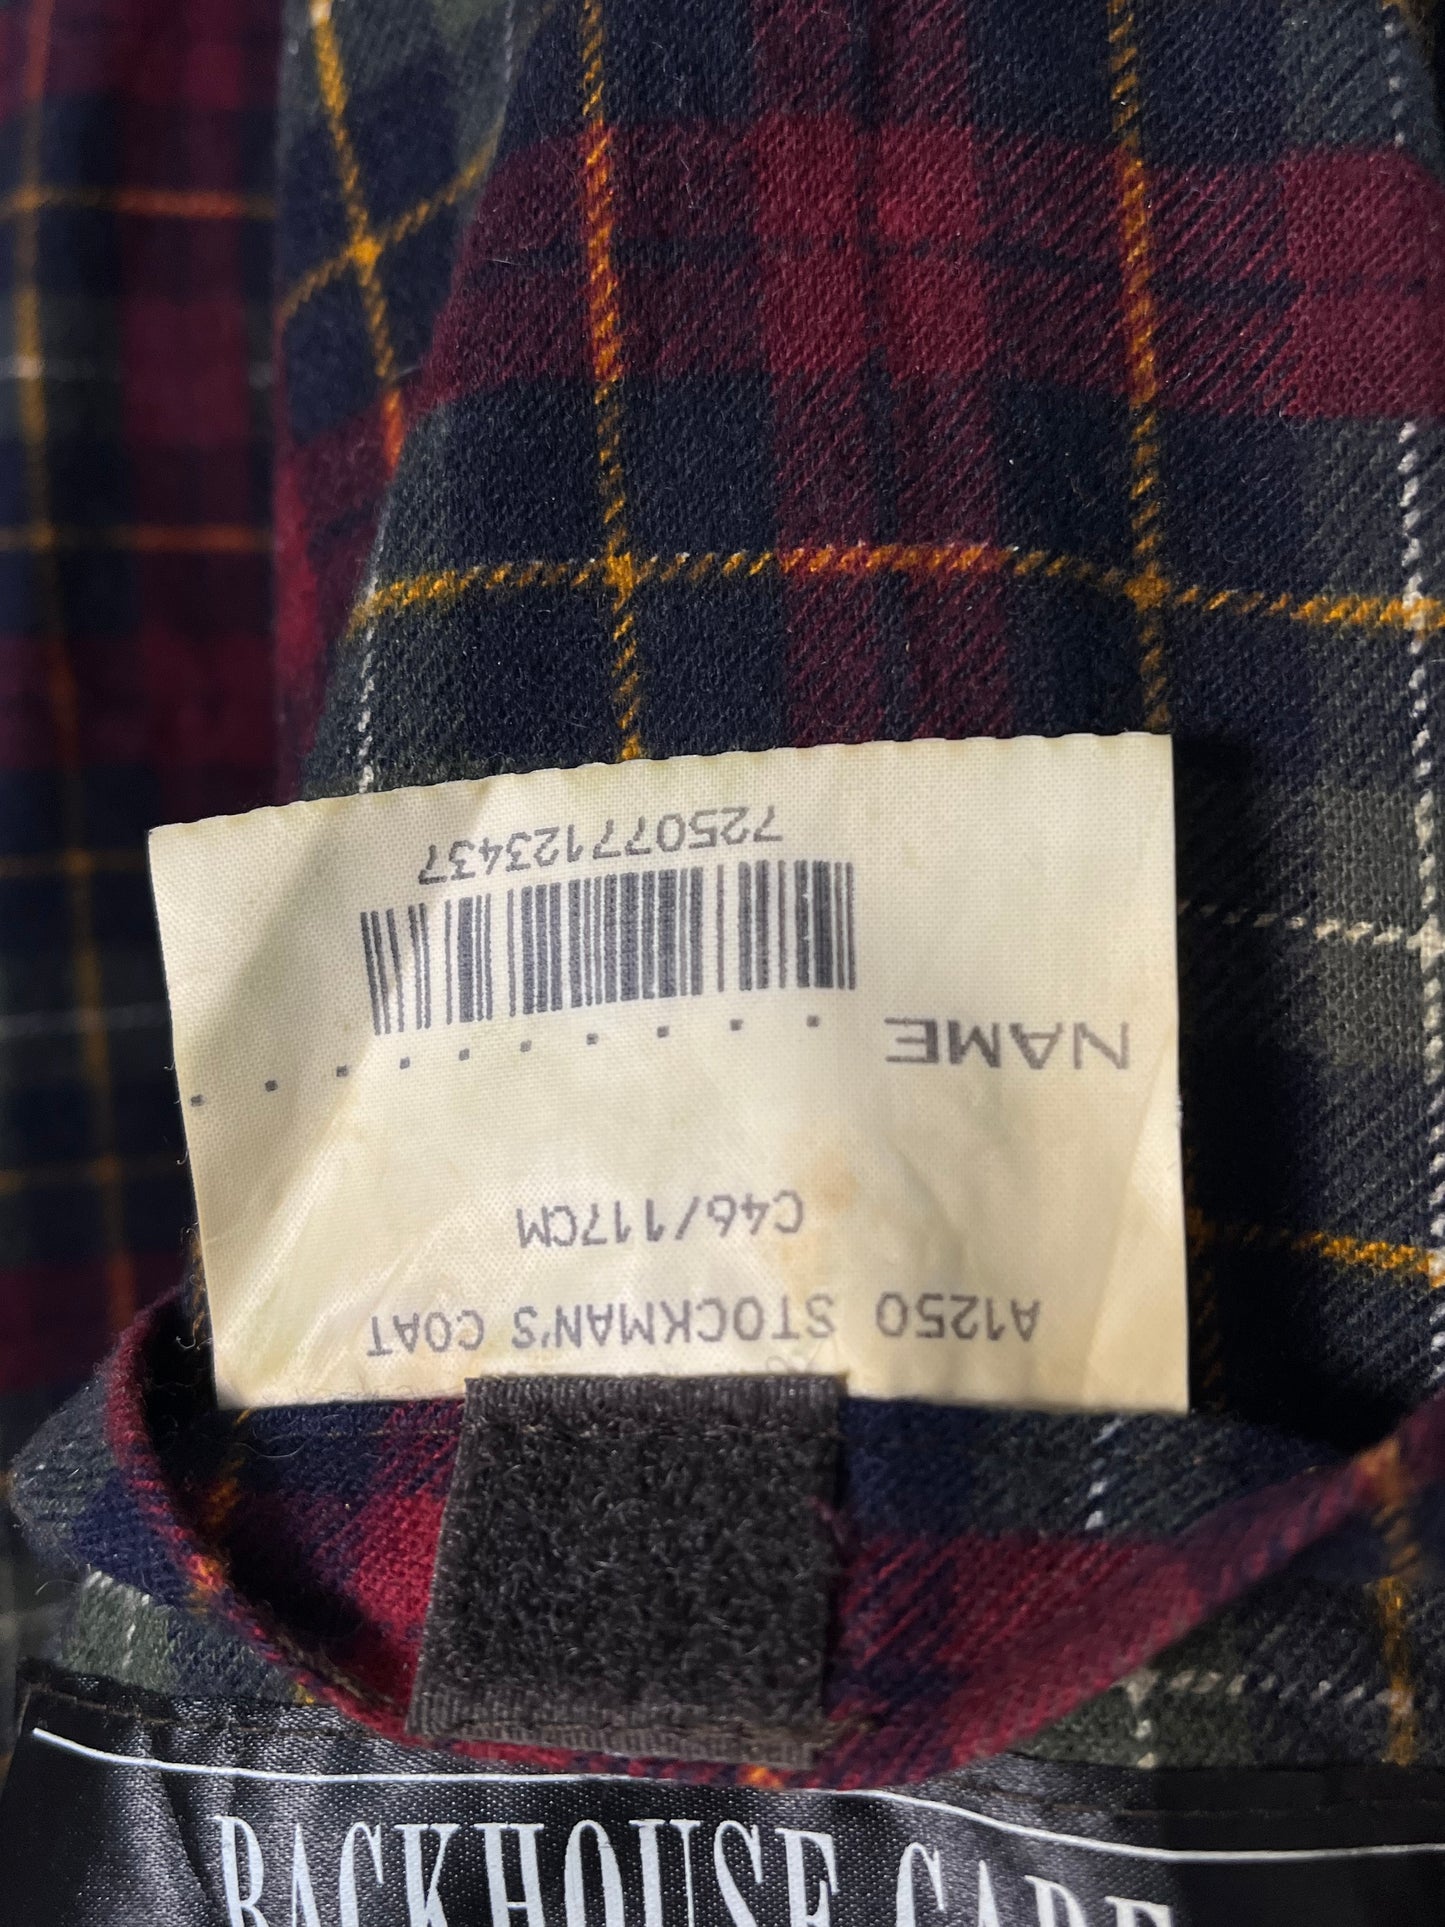 A1250 STOCKMAN'S COAT
C46/117CM
NAME . . . . . . . . . .
725077123437
BACKHOUSE